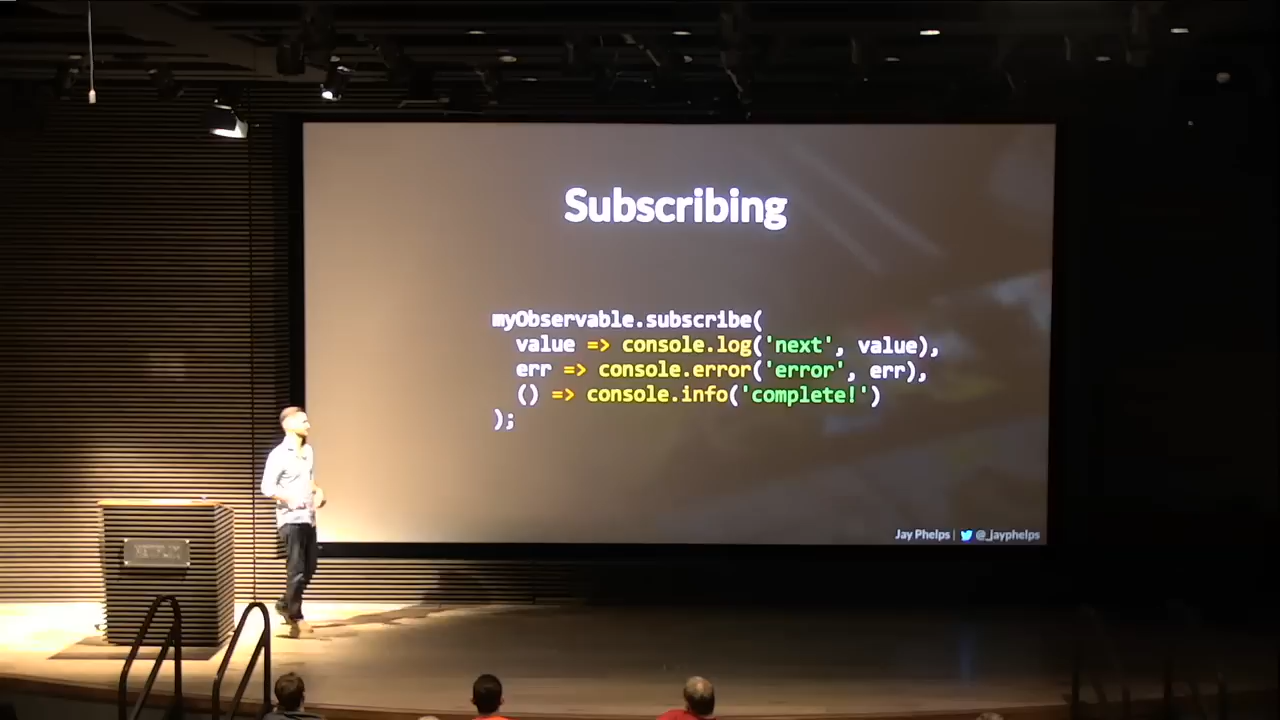 Subscribing
myObservable.subscribe(
value => console.log('next', value),
err => console.error('error', err),
() => console.info('complete!')
);
Jay Phelps | @_jayphelps
NETFLIX